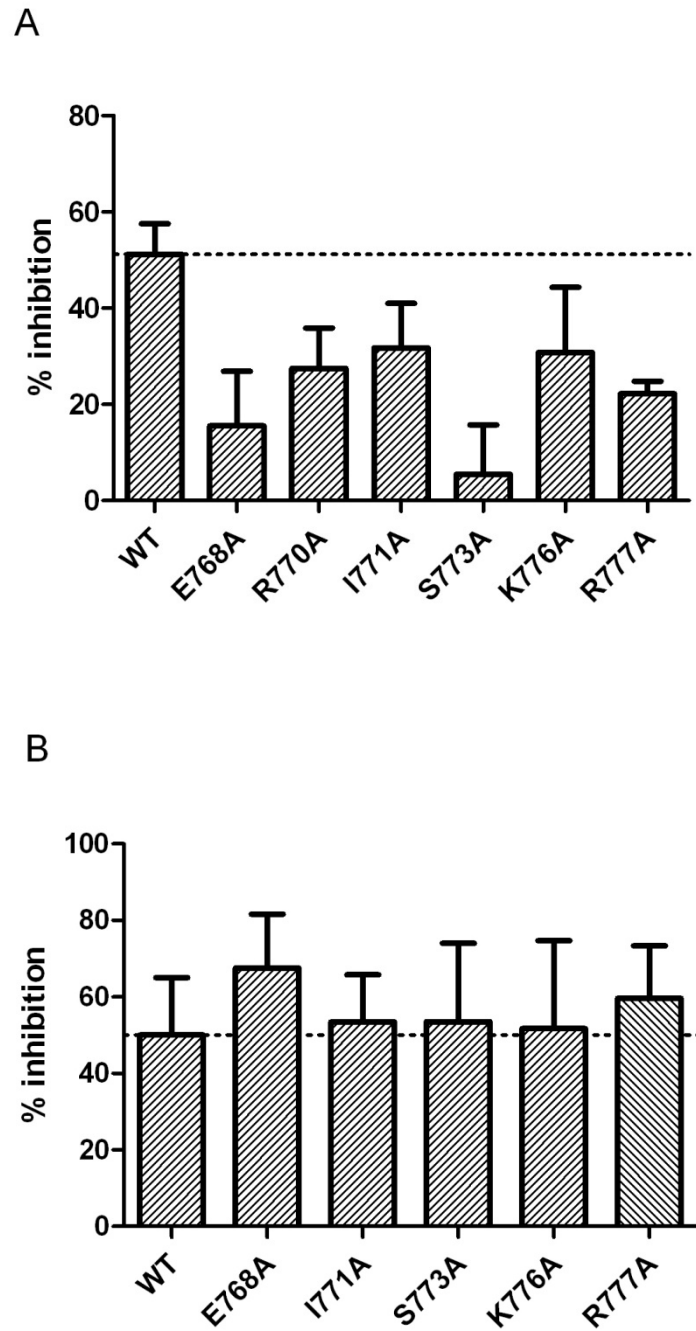 A
80
60
40
20
0
% inhibition
WT
E768A
R770A
I771A
S773A
K776A
R777A
B
100
80
60
40
20
0
% inhibition
WT
E768A
I771A
S773A
K776A
R777A